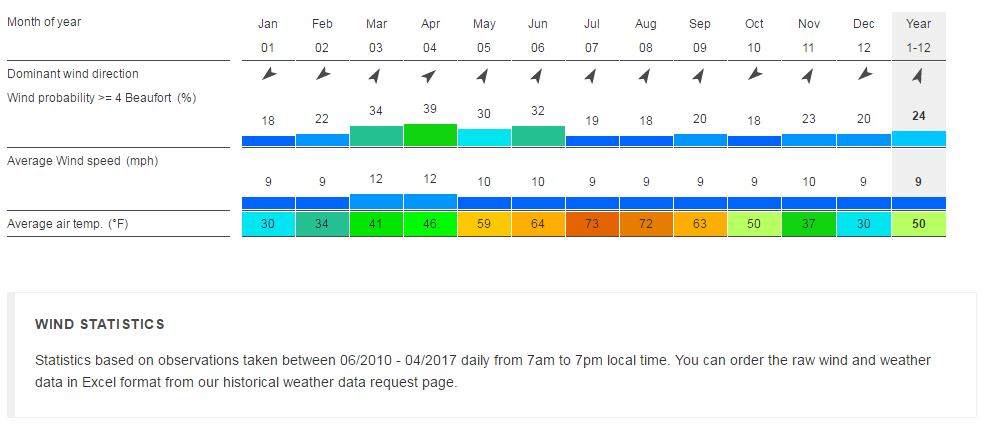 Month of year Jan Feb Mar Apr May Jun Jul Aug Sep Oct Nov Dec Year
01 02 03 04 05 06 07 08 09 10 11 12 1-12
Dominant wind direction
Wind probability >= 4 Beaufort (%)
18 22 34 39 30 32 19 18 20 18 23 20 24
Average Wind speed (mph)
9 9 12 12 10 10 9 9 9 9 10 9 9
Average air temp. (°F) 30 34 41 46 59 64 73 72 63 50 37 30 50
WIND STATISTICS
Statistics based on observations taken between 06/2010 - 04/2017 daily from 7am to 7pm local time. You can order the raw wind and weather
data in Excel format from our historical weather data request page.